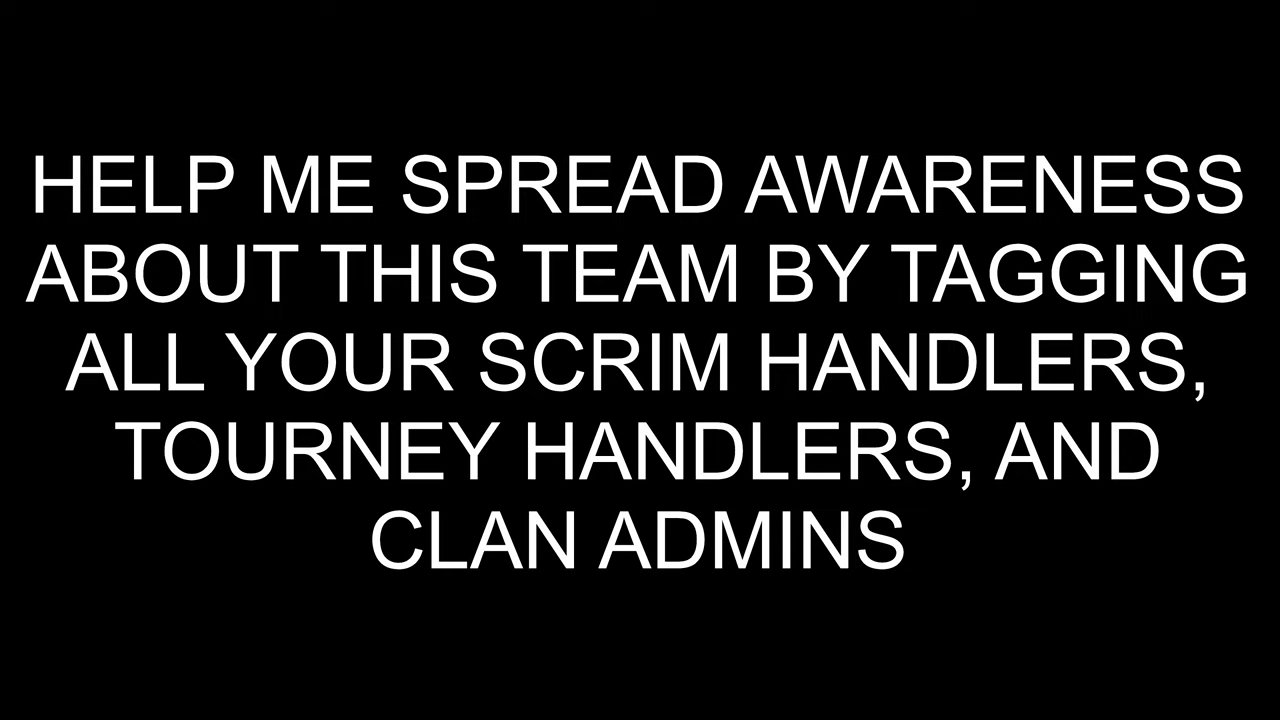 HELP ME SPREAD AWARENESS
ABOUT THIS TEAM BY TAGGING
ALL YOUR SCRIM HANDLERS,
TOURNEY HANDLERS, AND
CLAN ADMINS